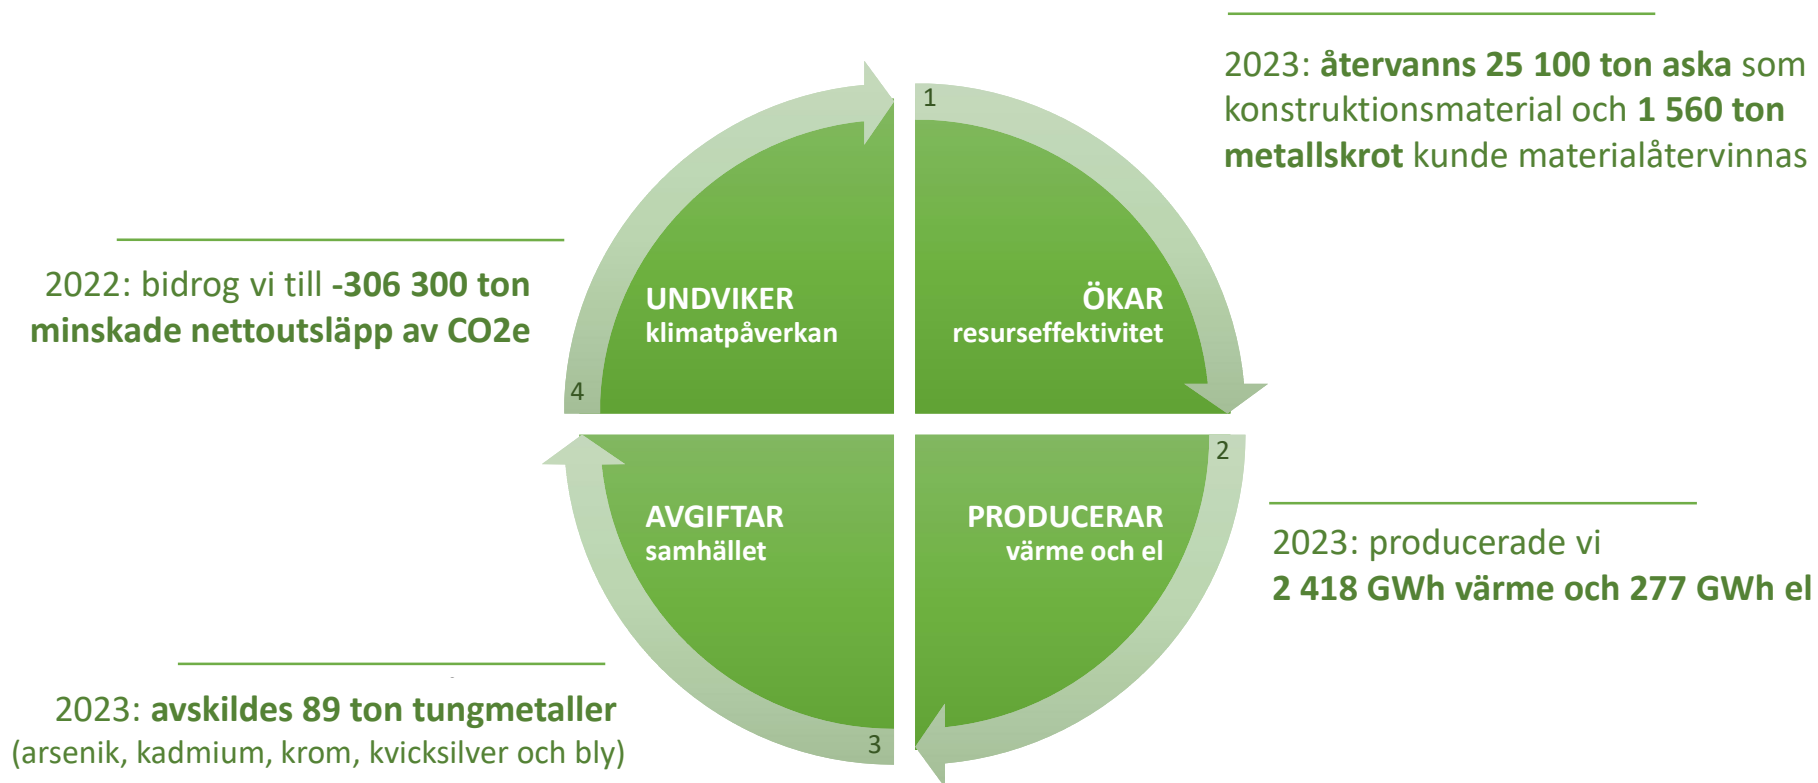 1
2023: återvanns 25 100 ton aska som
konstruktionsmaterial och 1 560 ton
metallskrot kunde materialåtervinnas
ÖKAR
resurseffektivitet
2
2023: producerade vi
2 418 GWh värme och 277 GWh el
PRODUCERAR
värme och el
3
2023: avskildes 89 ton tungmetaller
(arsenik, kadmium, krom, kvicksilver och bly)
AVGIFTAR
samhället
4
2022: bidrog vi till -306 300 ton
minskade nettoutsläpp av CO2e
UNDVIKER
klimatpåverkan